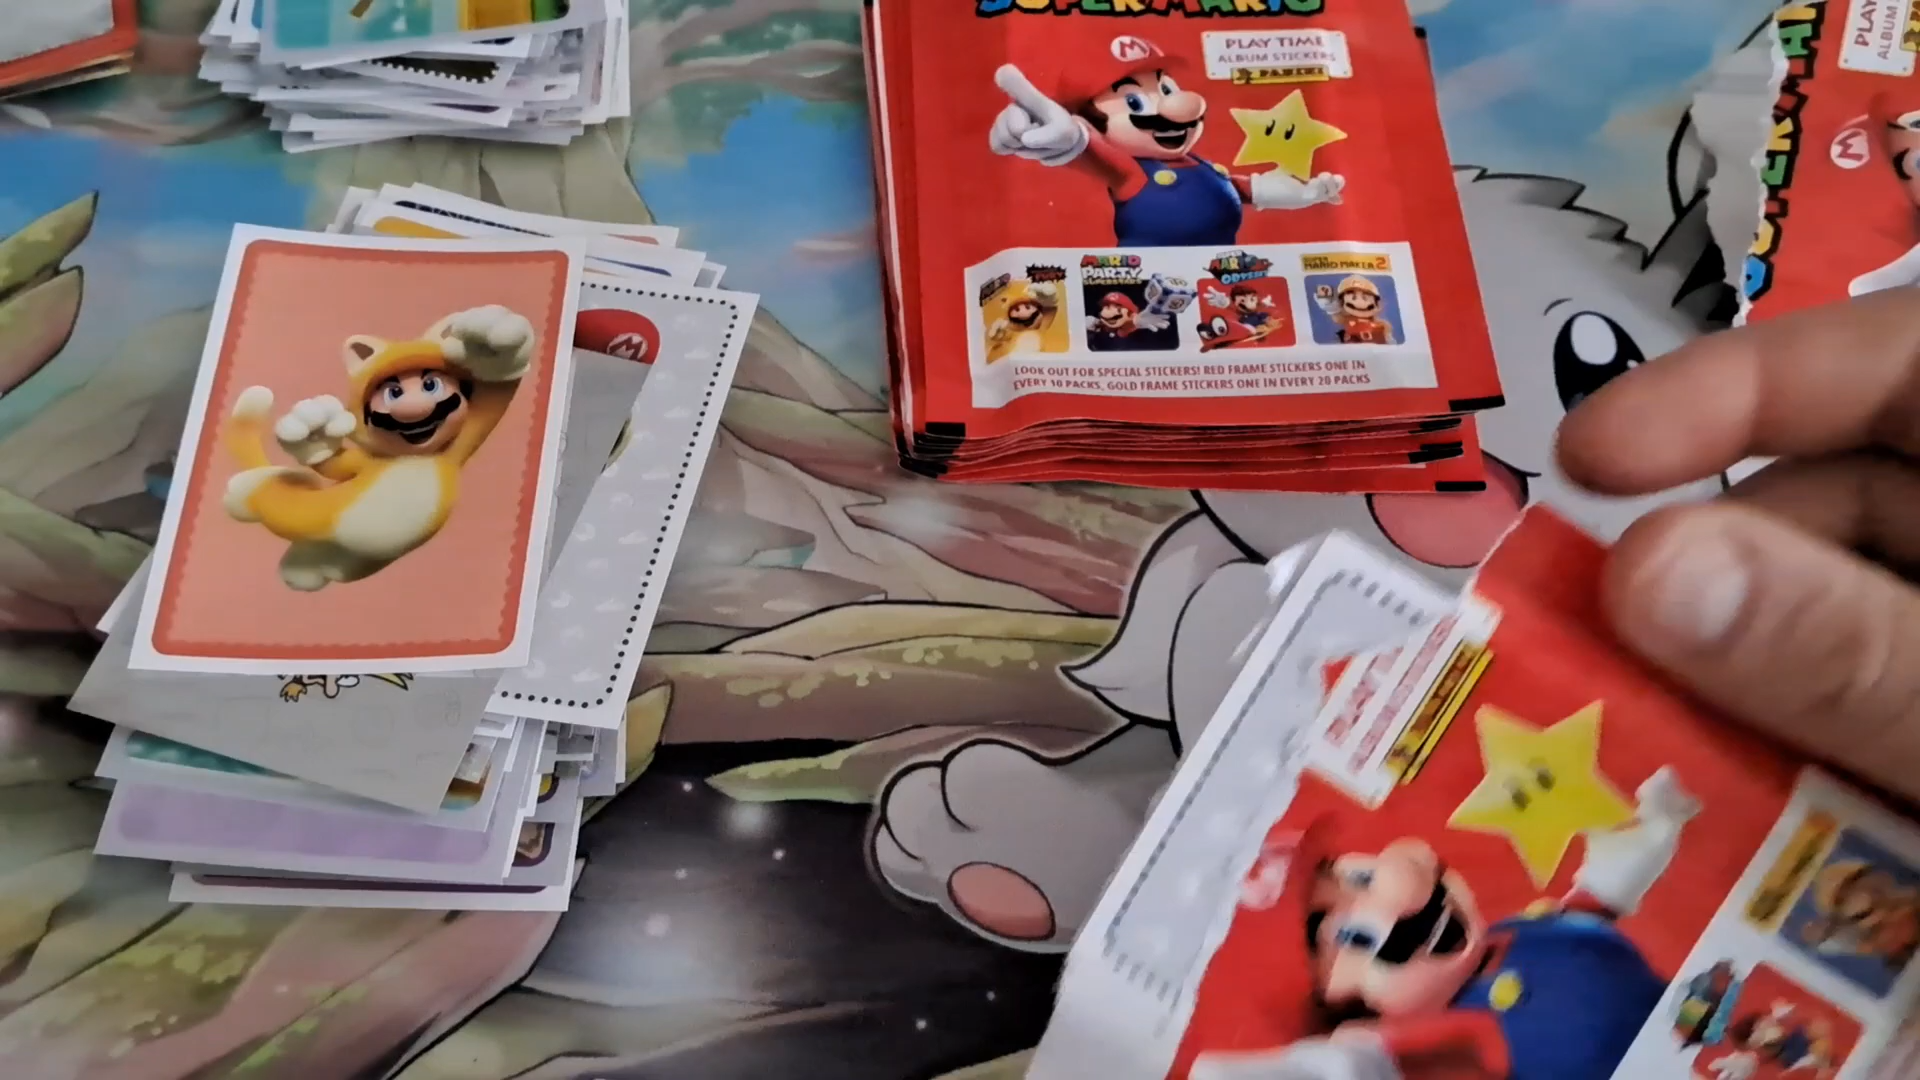 SUPER MARIO
PLAY TIME
ALBUM STICKERS
PANINI
MARIO
PARTY
SUPERSTARS
SUPER
MARIO
ODYSSEY
SUPER
MARIO MAKER 2
LOOK OUT FOR SPECIAL STICKERS! RED FRAME STICKERS ONE IN
EVERY 10 PACKS, GOLD FRAME STICKERS ONE IN EVERY 20 PACKS
M
M
PLAY
ALBUM
SUPER MARI
M